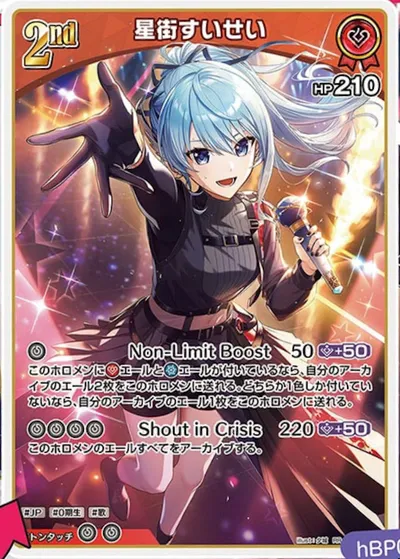 2nd
星街すいせい
HP210
Non-Limit Boost 50 +50
このホロメンに エールと エールが付いているなら、自分のアーカ
イブのエール2枚をこのホロメンに送れる。どちらか1色しか付いてい
ないなら、自分のアーカイブのエール1枚をこのホロメンに送れる。
Shout in Crisis 220 +50
このホロメンのエールすべてをアーカイブする。
#JP #0期生 #歌
トンタッチ
hBP0